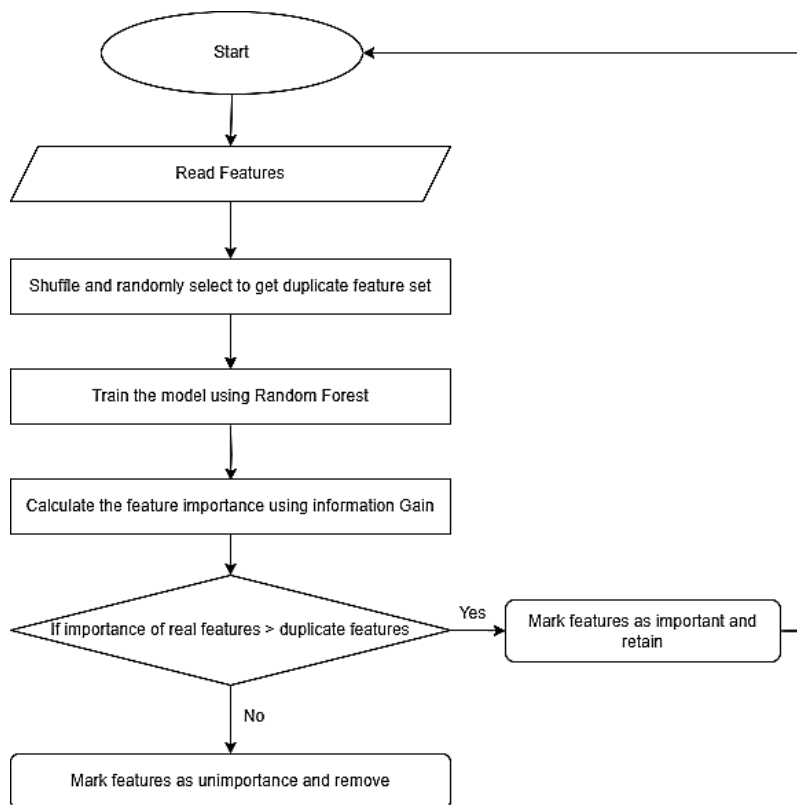 Start
Read Features
Shuffle and randomly select to get duplicate feature set
Train the model using Random Forest
Calculate the feature importance using information Gain
If importance of real features > duplicate features
Yes
Mark features as important and
retain
No
Mark features as unimportance and remove